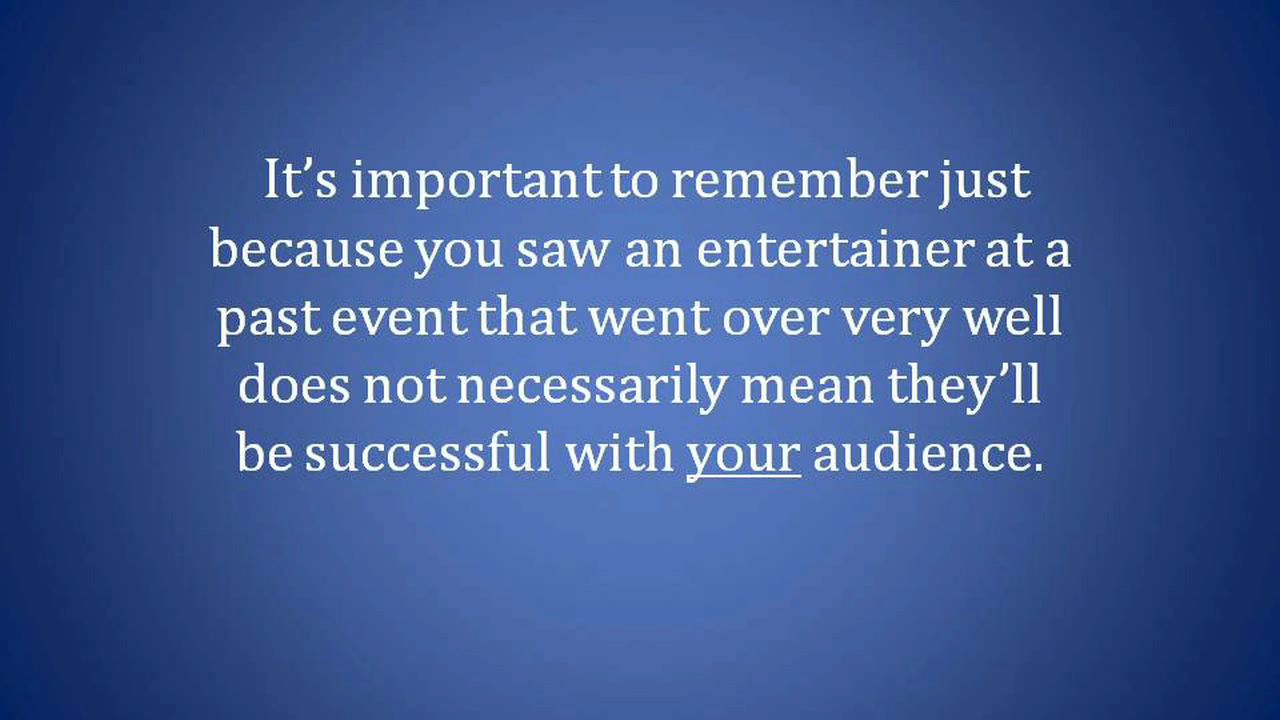 It’s important to remember just
because you saw an entertainer at a
past event that went over very well
does not necessarily mean they’ll
be successful with your audience.